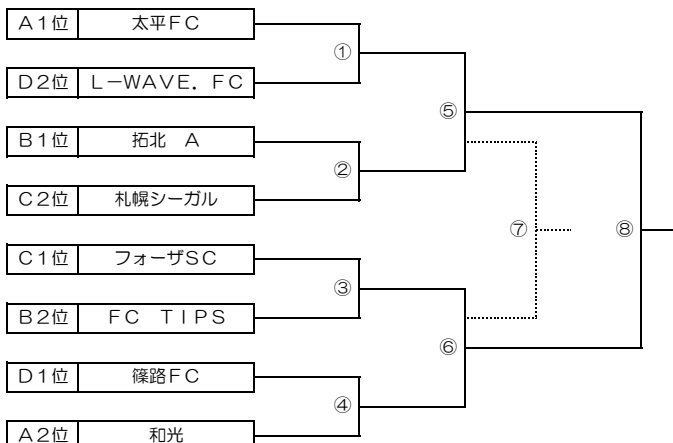 A1位 太平FC
①
D2位 L-WAVE. FC
⑤
B1位 拓北 A
②
C2位 札幌シーガル
⑦ ⑧
C1位 フォーザSC
③
B2位 FC TIPS
⑥
D1位 篠路FC
④
A2位 和光